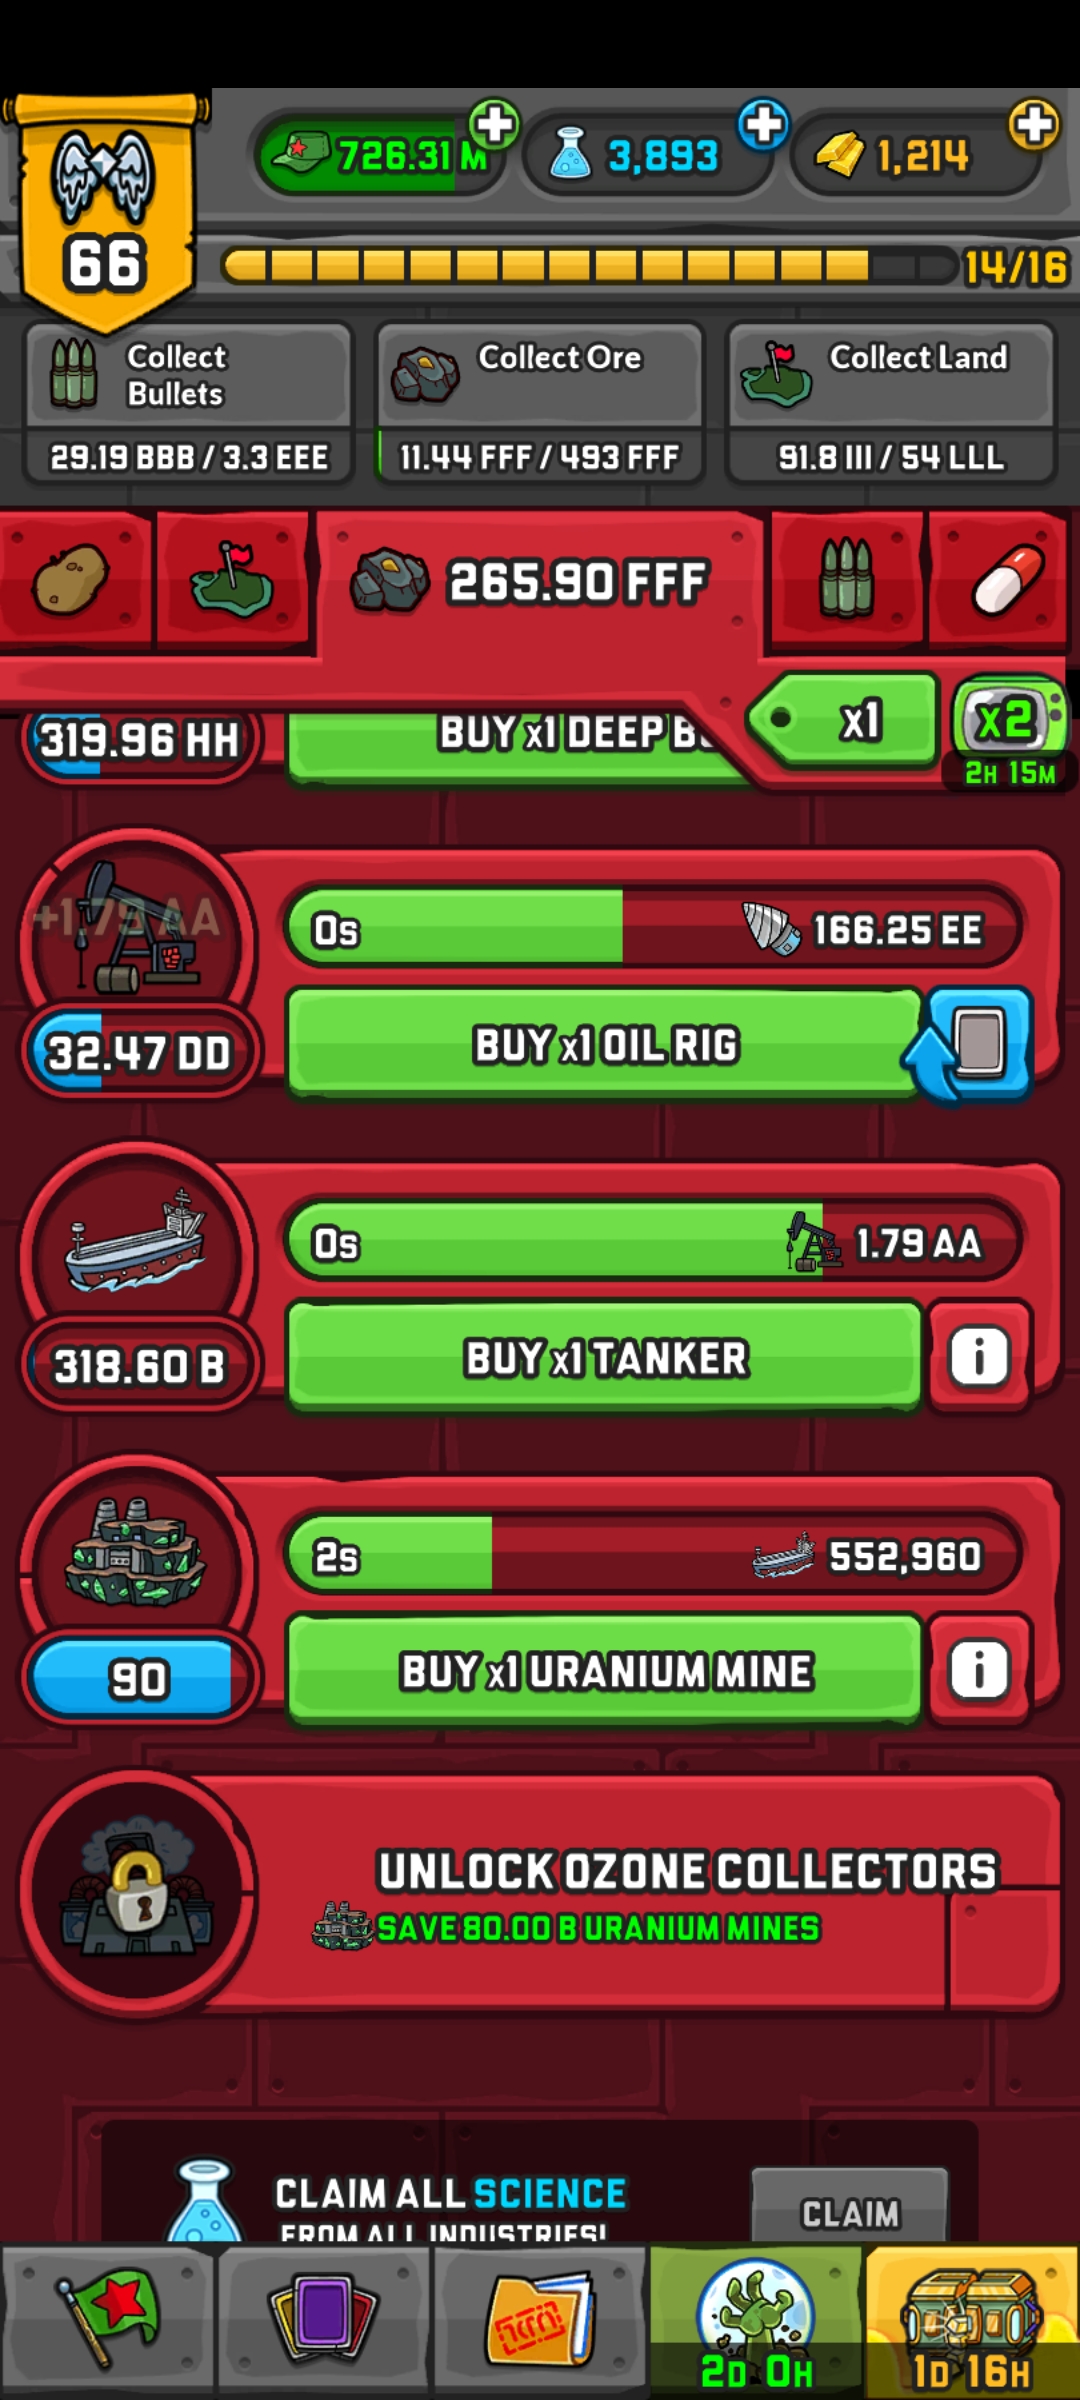 726.31 M
3,893
1,214
66
14/16
Collect
Bullets
Collect Ore
Collect Land
29.19 BBB / 3.3 EEE
11.44 FFF / 493 FFF
91.8 III / 54 LLL
265.90 FFF
x1
x2
2H 15M
319.96 HH
BUY x1 DEEP
+1.79 AA
0s
166.25 EE
32.47 DD
BUY x1 OIL RIG
0s
1.79 AA
318.60 B
BUY x1 TANKER
i
2s
552,960
90
BUY x1 URANIUM MINE
i
UNLOCK OZONE COLLECTORS
SAVE 80.00 B URANIUM MINES
CLAIM ALL SCIENCE
FROM ALL INDUSTRIES!
CLAIM
2D 0H
1D 16H